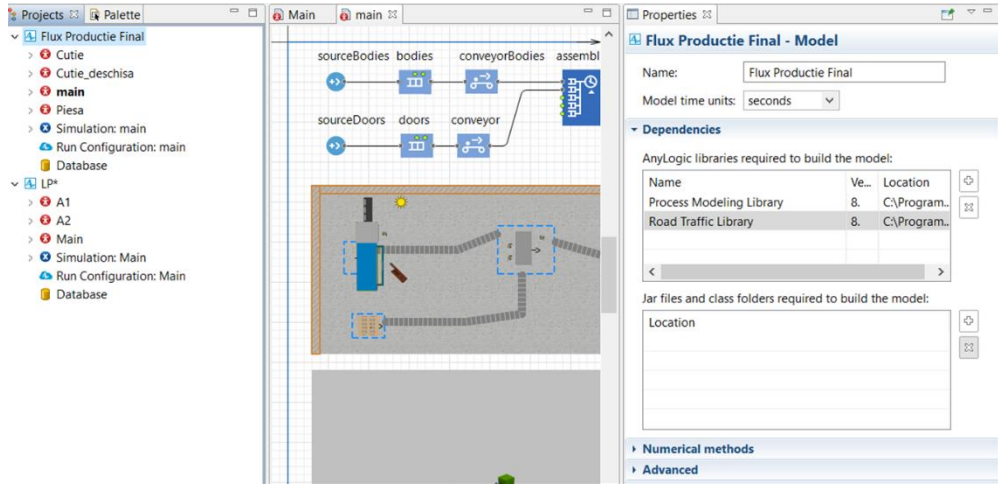 Projects
Palette
Flux Productie Final
Cutie
Cutie_deschisa
main
Piesa
Simulation: main
Run Configuration: main
Database
LP*
A1
A2
Main
Simulation: Main
Run Configuration: Main
Database
Main
main
sourceBodies bodies conveyorBodies assembl
sourceDoors doors conveyor
Properties
Flux Productie Final - Model
Name: Flux Productie Final
Model time units: seconds
Dependencies
AnyLogic libraries required to build the model:
Name Ve... Location
Process Modeling Library 8. C:\Program..
Road Traffic Library 8. C:\Program..
Jar files and class folders required to build the model:
Location
Numerical methods
Advanced